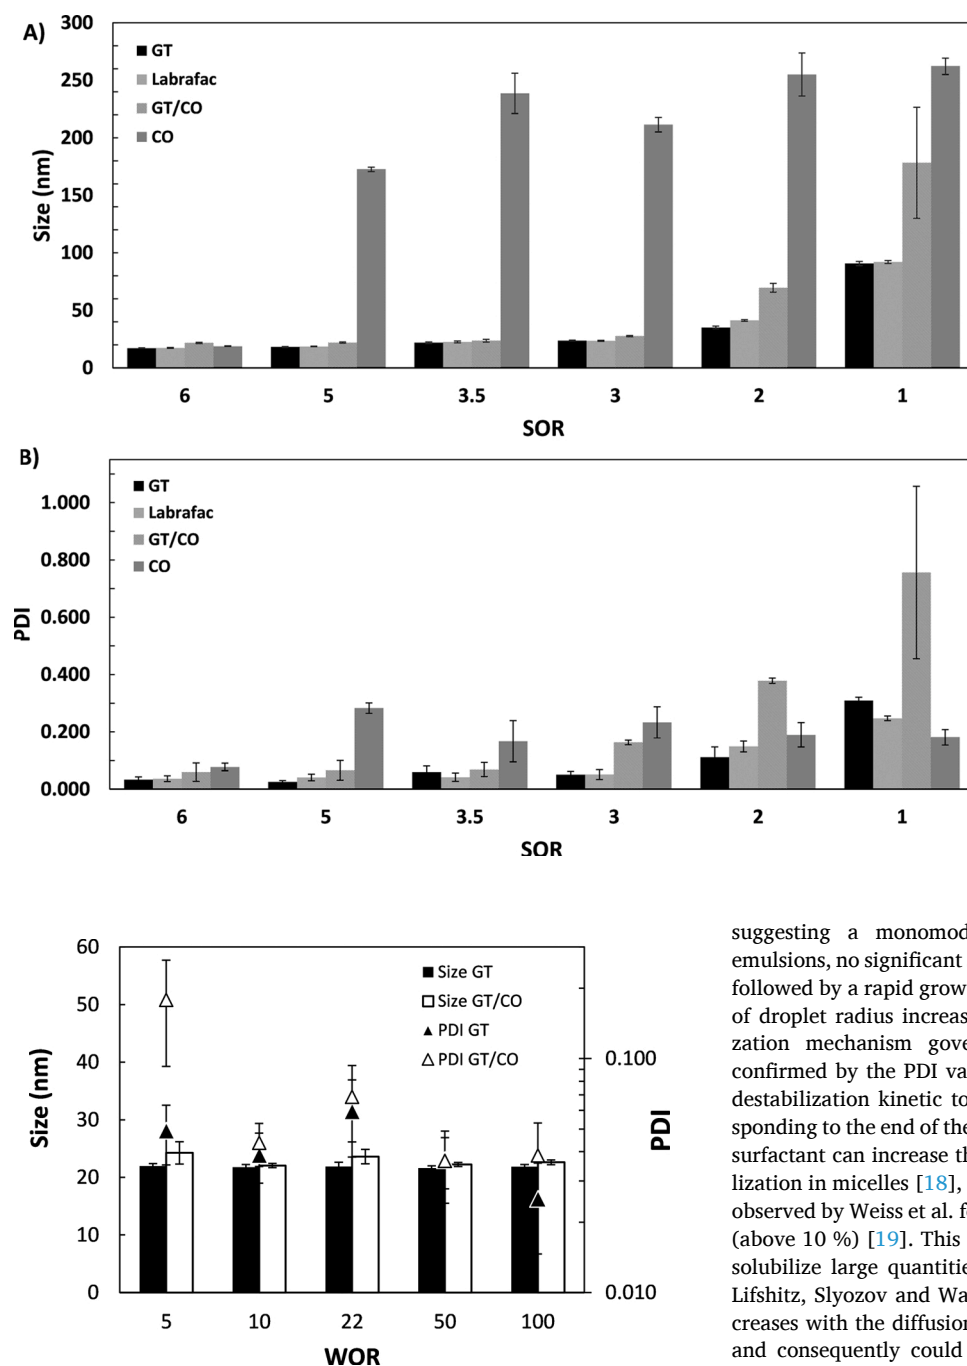 A)
300
250
200
150
100
50
0
Size (nm)
GT
Labrafac
GT/CO
CO
6 5 3.5 3 2 1
SOR
B)
1.000
0.800
0.600
0.400
0.200
0.000
PDI
GT
Labrafac
GT/CO
CO
6 5 3.5 3 2 1
SOR
60
50
40
30
20
10
0
Size (nm)
Size GT
Size GT/CO
PDI GT
PDI GT/CO
0.100
0.010
PDI
5 10 22 50 100
WOR
suggesting a monomod
emulsions, no significant
followed by a rapid grow
of droplet radius increas
zation mechanism gove
confirmed by the PDI va
destabilization kinetic to
sponding to the end of the
surfactant can increase th
lization in micelles [18],
observed by Weiss et al. f
(above 10 %) [19]. This
solubilize large quantitie
Lifshitz, Slyozov and Wa
creases with the diffusion
and consequently could